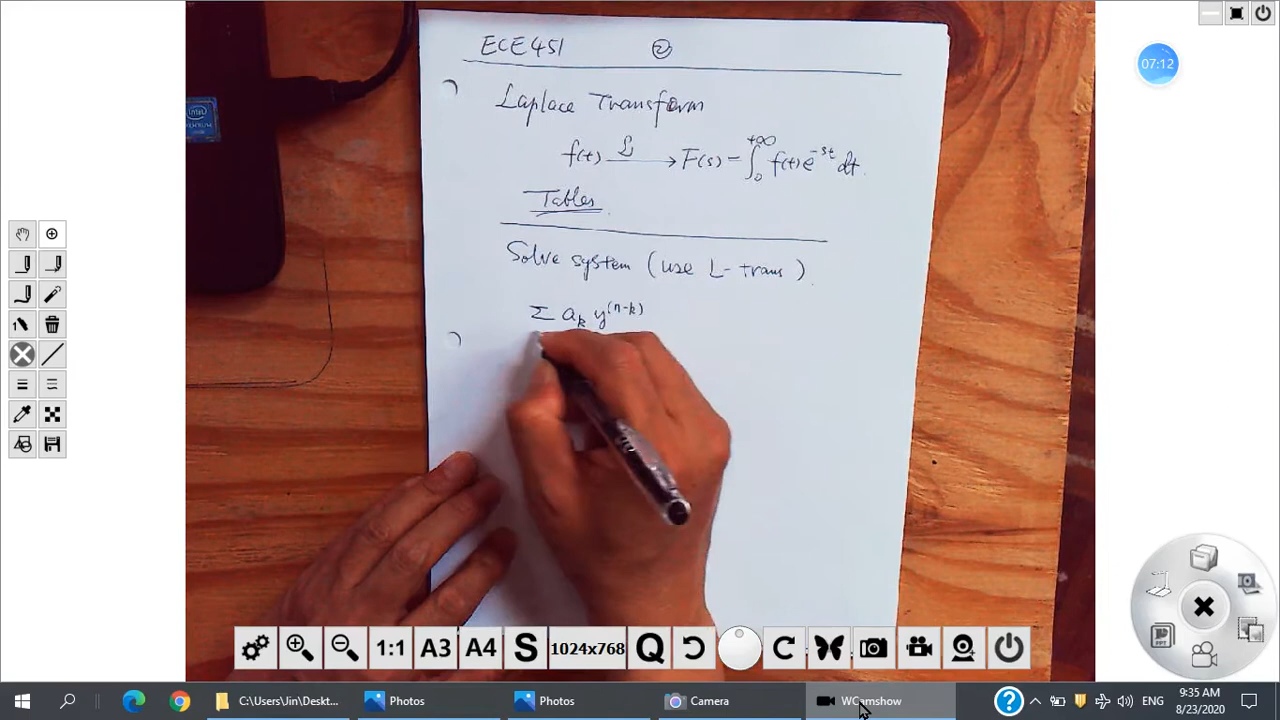 ECE451 ②
07:12
Laplace Transform
f(t) ℒ→ F(s) = ∫₀^{+∞} f(t)e^{-st} dt.
Tables
Solve system (use L-trans)
Σ a_k y^{(n-k)}
1:1 A3 A4 S 1024x768 Q
C:\Users\Jin\Deskt... Photos Photos Camera WCamshow ENG 9:35 AM
8/23/2020